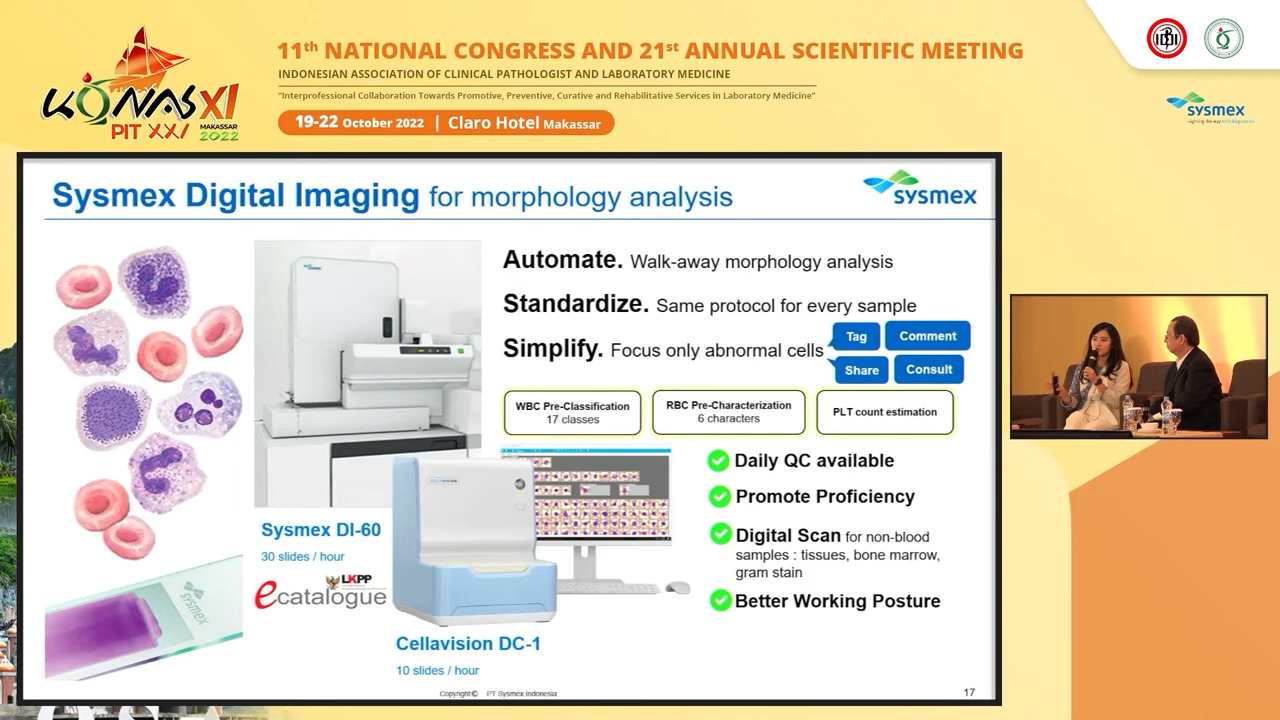 11th NATIONAL CONGRESS AND 21st ANNUAL SCIENTIFIC MEETING
INDONESIAN ASSOCIATION OF CLINICAL PATHOLOGIST AND LABORATORY MEDICINE
"Interprofessional Collaboration Towards Promotive, Preventive, Curative and Rehabilitative Services in Laboratory Medicine"
19-22 October 2022 | Claro Hotel Makassar
KONAS XI
PIT XXI MAKASSAR
2022
IDI
sysmex
Sysmex Digital Imaging for morphology analysis
sysmex
Automate. Walk-away morphology analysis
Standardize. Same protocol for every sample
Simplify. Focus only abnormal cells
Tag
Comment
Share
Consult
WBC Pre-Classification
17 classes
RBC Pre-Characterization
6 characters
PLT count estimation
Daily QC available
Promote Proficiency
Digital Scan for non-blood
samples : tissues, bone marrow,
gram stain
Better Working Posture
Sysmex DI-60
30 slides / hour
LKPP
ecatalogue
sysmex
Cellavision DC-1
10 slides / hour
Copyright© PT Sysmex Indonesia
17